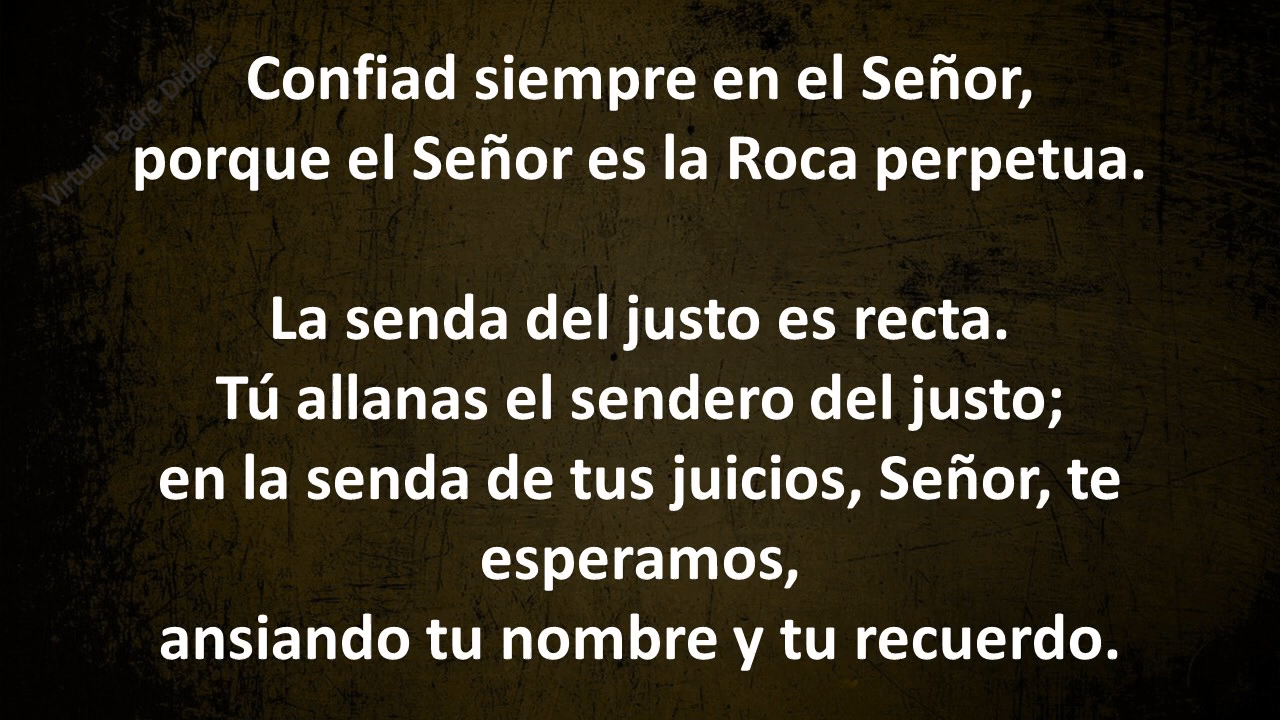 Virtual Padre Didier
Confiad siempre en el Señor,
porque el Señor es la Roca perpetua.
La senda del justo es recta.
Tú allanas el sendero del justo;
en la senda de tus juicios, Señor, te
esperamos,
ansiando tu nombre y tu recuerdo.